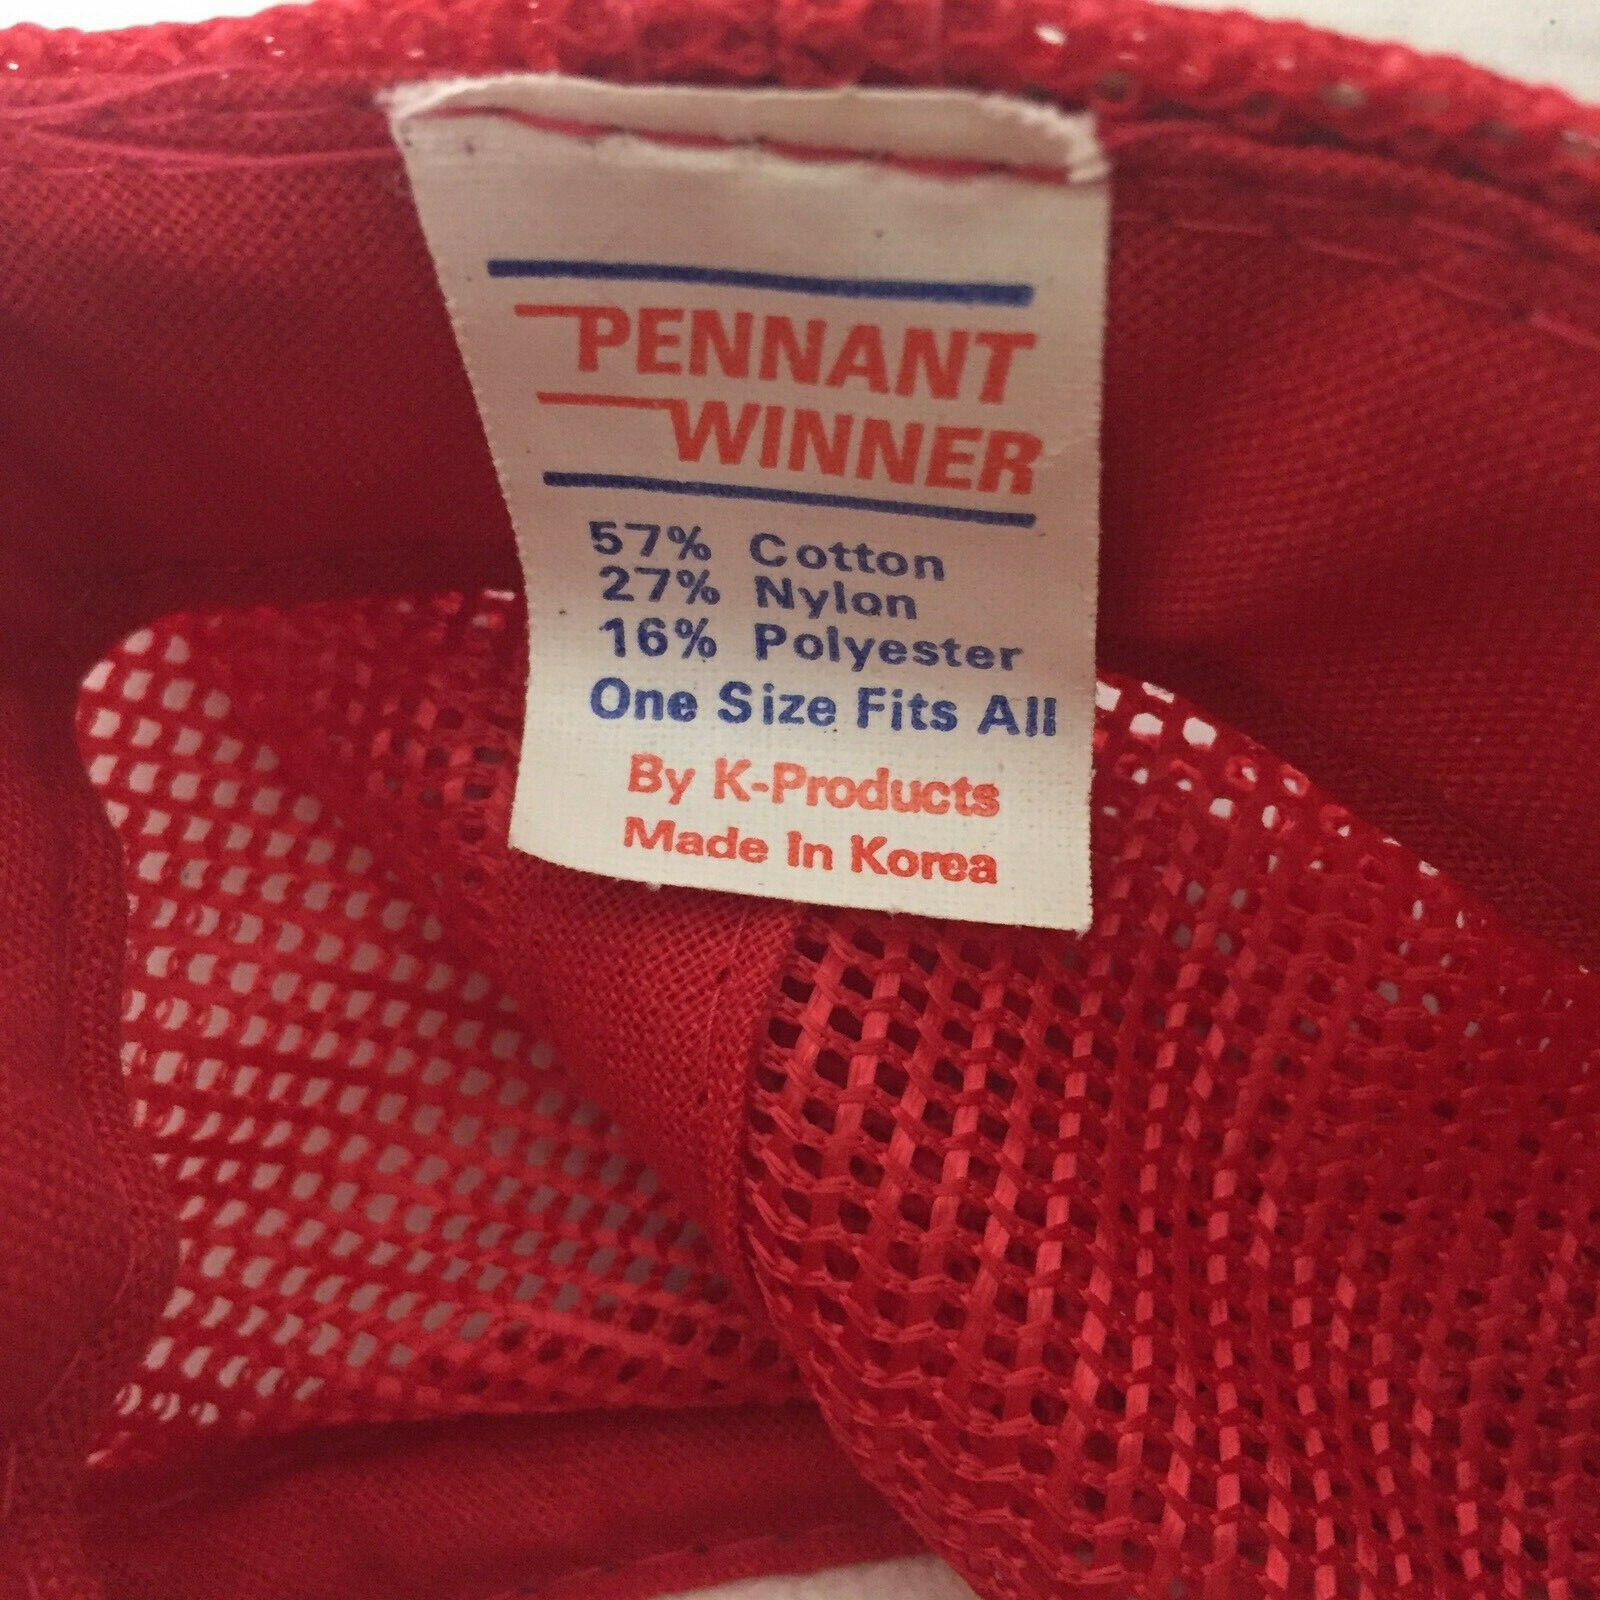 PENNANT
WINNER
57% Cotton
27% Nylon
16% Polyester
One Size Fits All
By K-Products
Made In Korea